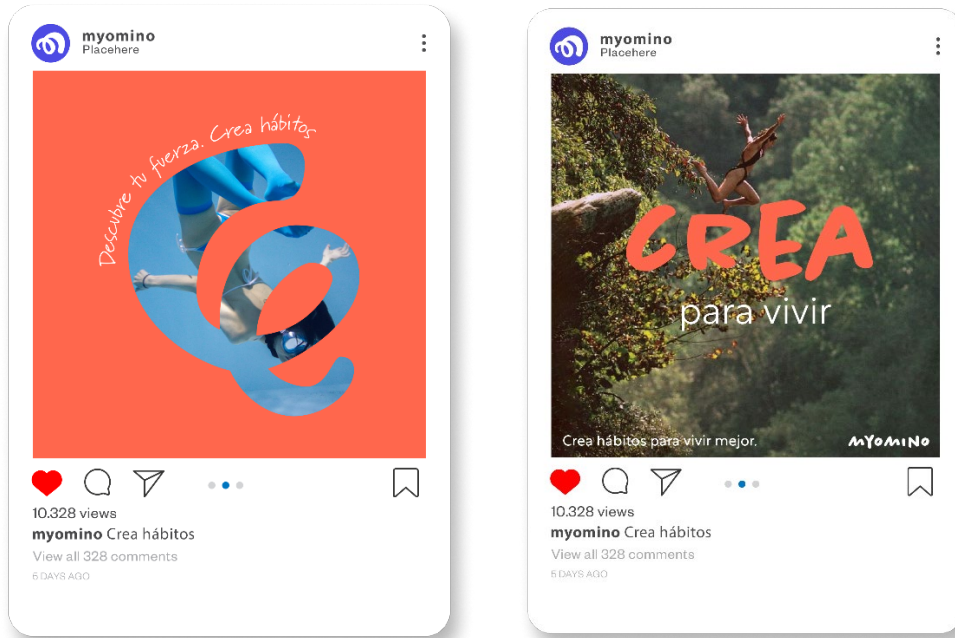 myomino
Placehere
Descubre tu fuerza. Crea hábitos
10.328 views
myomino Crea hábitos
View all 328 comments
5 DAYS AGO
myomino
Placehere
CREA
para vivir
Crea hábitos para vivir mejor.
MYOMINO
10.328 views
myomino Crea hábitos
View all 328 comments
5 DAYS AGO